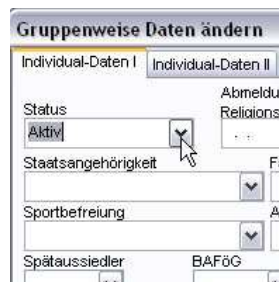 Gruppenweise Daten ändern
Individual-Daten I Individual-Daten II
Abmeldu
Status Religions
Aktiv . .
Staatsangehörigkeit F
Sportbefreiung A
Spätaussiedler BAFöG